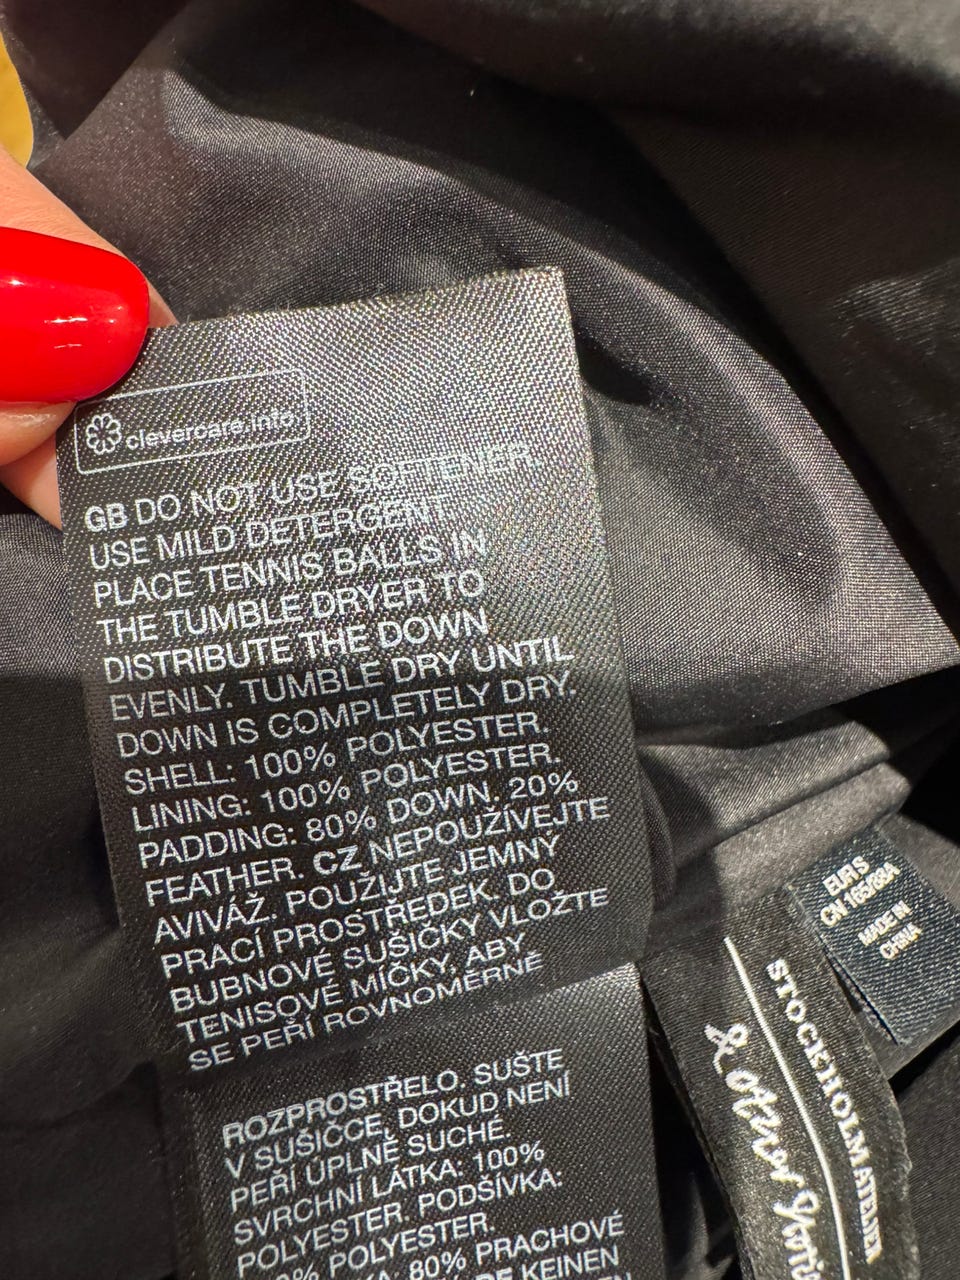 clevercare.info
GB DO NOT USE SOFTENER.
USE MILD DETERGENT.
PLACE TENNIS BALLS IN
THE TUMBLE DRYER TO
DISTRIBUTE THE DOWN
EVENLY. TUMBLE DRY UNTIL
DOWN IS COMPLETELY DRY.
SHELL: 100% POLYESTER.
LINING: 100% POLYESTER.
PADDING: 80% DOWN. 20%
FEATHER. CZ NEPOUŽÍVEJTE
AVIVÁŽ. POUŽIJTE JEMNÝ
PRACÍ PROSTŘEDEK. DO
BUBNOVÉ SUŠIČKY VLOŽTE
TENISOVÉ MÍČKY, ABY
SE PEŘÍ ROVNOMĚRNĚ
ROZPROSTŘELO. SUŠTE
V SUŠIČCE, DOKUD NENÍ
PEŘÍ ÚPLNĚ SUCHÉ.
SVRCHNÍ LÁTKA: 100%
POLYESTER. PODŠÍVKA:
POLYESTER.
80% PRACHOVÉ
KEINEN
EUR S
CN 165/88A
MADE IN
CHINA
STOCKHOLM ATELIER
&